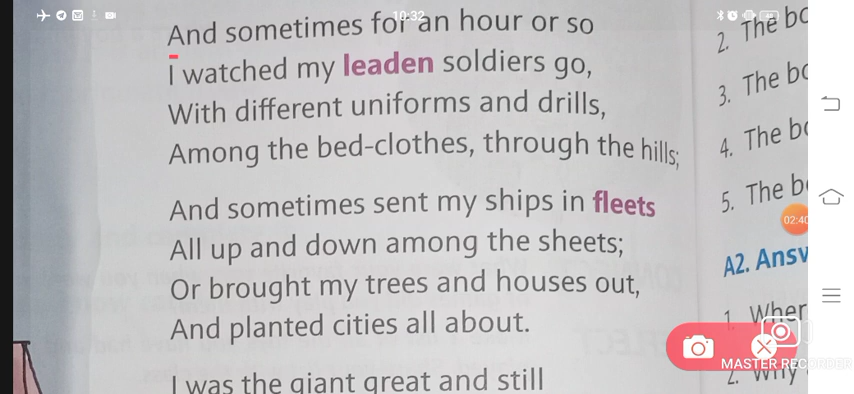 10:32
And sometimes for an hour or so
I watched my leaden soldiers go,
With different uniforms and drills,
Among the bed-clothes, through the hills;
And sometimes sent my ships in fleets
All up and down among the sheets;
Or brought my trees and houses out,
And planted cities all about.
I was the giant great and still
2. The
3. The
4. The
5. The
A2.
1.
2. Why
02:40
MASTER RECORDER